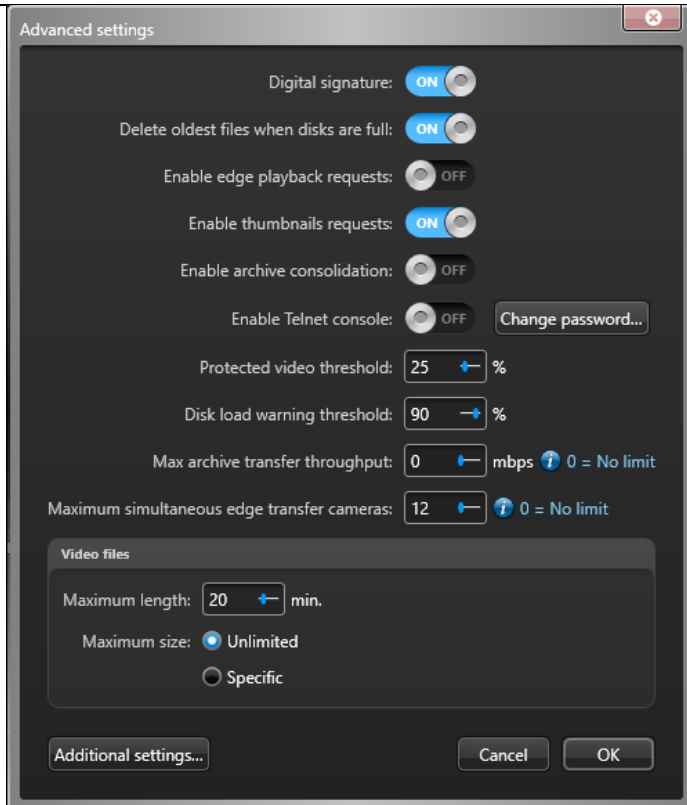 Advanced settings
Digital signature: ON
Delete oldest files when disks are full: ON
Enable edge playback requests: OFF
Enable thumbnails requests: ON
Enable archive consolidation: OFF
Enable Telnet console: OFF Change password...
Protected video threshold: 25 %
Disk load warning threshold: 90 %
Max archive transfer throughput: 0 mbps i 0 = No limit
Maximum simultaneous edge transfer cameras: 12 i 0 = No limit
Video files
Maximum length: 20 min.
Maximum size: Unlimited
Specific
Additional settings... Cancel OK